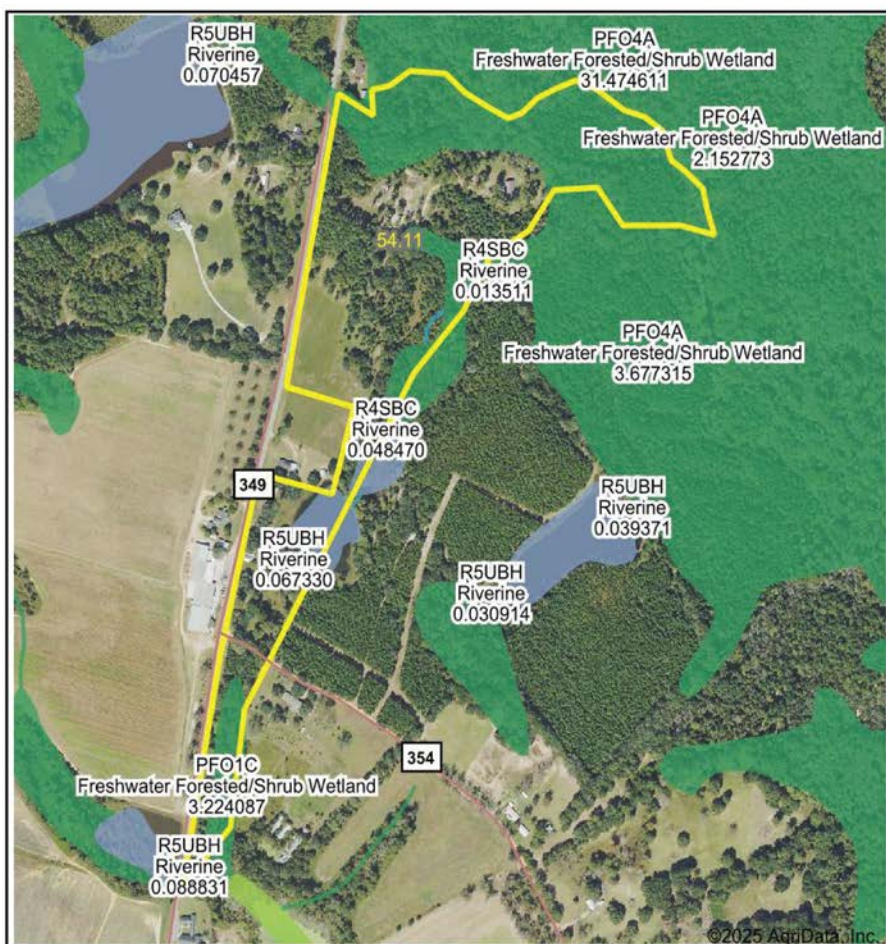 R5UBH
Riverine
0.070457
PFO4A
Freshwater Forested/Shrub Wetland
31.474611
PFO4A
Freshwater Forested/Shrub Wetland
2.152773
54.11
R4SBC
Riverine
0.013511
PFO4A
Freshwater Forested/Shrub Wetland
3.677315
R4SBC
Riverine
0.048470
349
R5UBH
Riverine
0.039371
R5UBH
Riverine
0.067330
R5UBH
Riverine
0.030914
354
PFO1C
Freshwater Forested/Shrub Wetland
3.224087
R5UBH
Riverine
0.088831
©2025 AgriData, Inc.